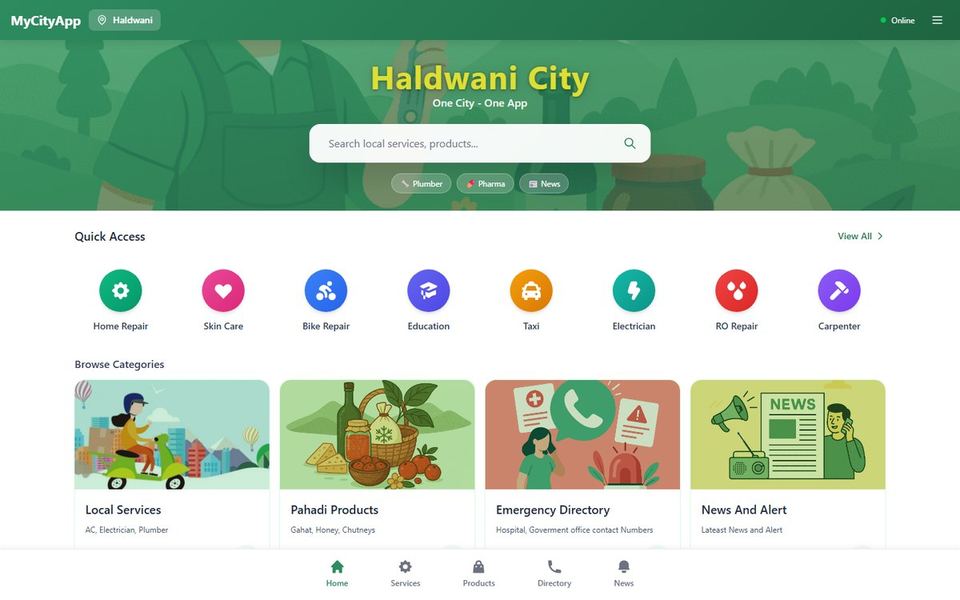 MyCityApp
Haldwani
Online
Haldwani City
One City - One App
Search local services, products...
Plumber
Pharma
News
Quick Access
View All
Home Repair
Skin Care
Bike Repair
Education
Taxi
Electrician
RO Repair
Carpenter
Browse Categories
NEWS
Local Services
AC, Electrician, Plumber
Pahadi Products
Gahat, Honey, Chutneys
Emergency Directory
Hospital, Goverment office contact Numbers
News And Alert
Lateast News and Alert
Home
Services
Products
Directory
News